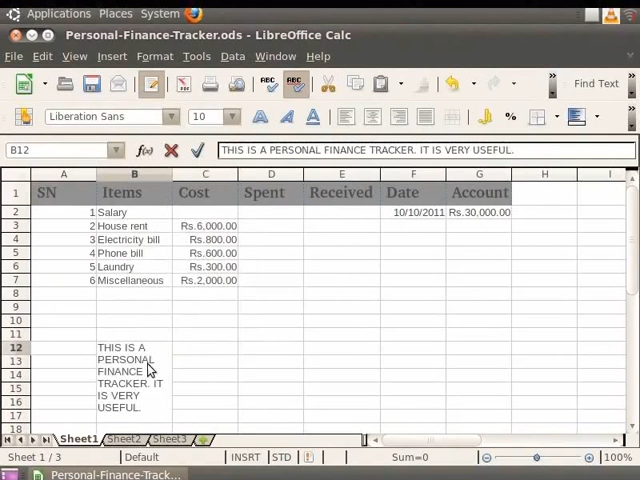 Applications Places System
Personal-Finance-Tracker.ods - LibreOffice Calc
File Edit View Insert Format Tools Data Window Help
ABC ABC Find Text
Liberation Sans 10 A A A %
B12 f(x) THIS IS A PERSONAL FINANCE TRACKER. IT IS VERY USEFUL.
A B C D E F G H I
1 SN Items Cost Spent Received Date Account
2 1 Salary 10/10/2011 Rs.30,000.00
3 2 House rent Rs.6,000.00
4 3 Electricity bill Rs.800.00
5 4 Phone bill Rs.600.00
6 5 Laundry Rs.300.00
7 6 Miscellaneous Rs.2,000.00
8
9
10
11
12 THIS IS A
13 PERSONAL
14 FINANCE
15 TRACKER. IT
16 IS VERY
17 USEFUL.
18
Sheet1 Sheet2 Sheet3
Sheet 1 / 3 Default INSRT STD Sum=0 100%
Personal-Finance-Track...